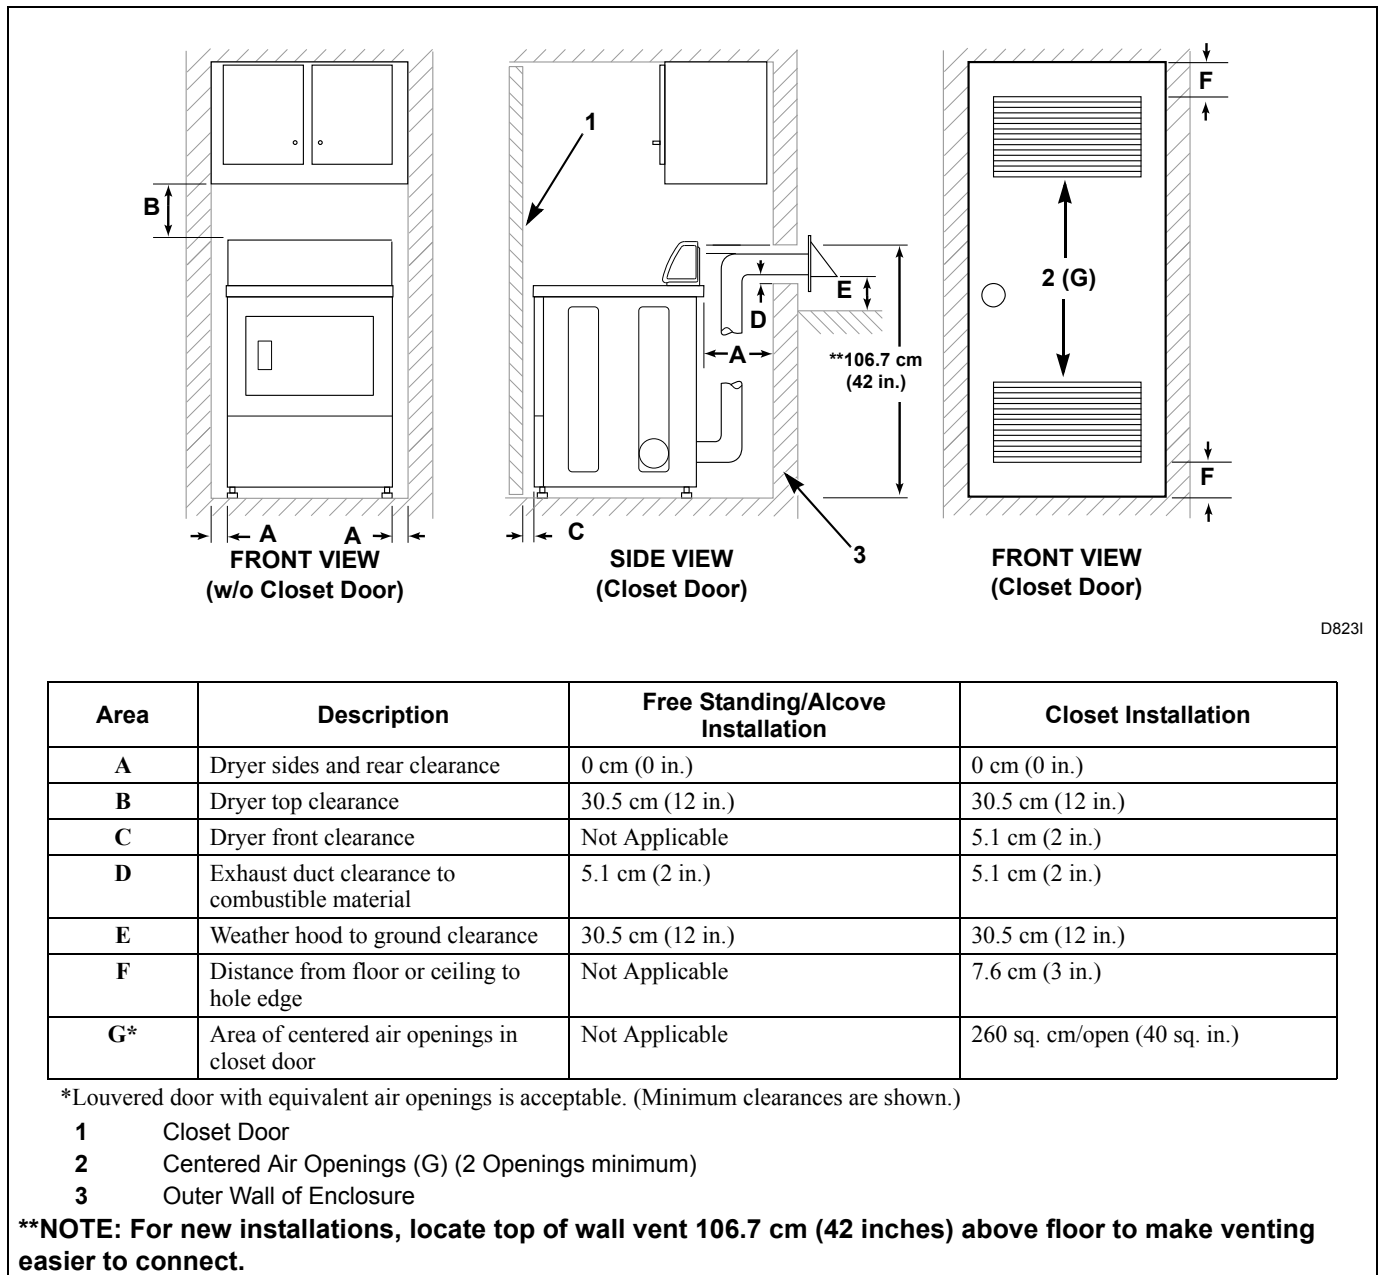 1
F
B
2 (G)
E
D
A
**106.7 cm
(42 in.)
F
A
A
C
3
FRONT VIEW
(w/o Closet Door)
SIDE VIEW
(Closet Door)
FRONT VIEW
(Closet Door)
D823I
Area Description Free Standing/Alcove Installation Closet Installation
A Dryer sides and rear clearance 0 cm (0 in.) 0 cm (0 in.)
B Dryer top clearance 30.5 cm (12 in.) 30.5 cm (12 in.)
C Dryer front clearance Not Applicable 5.1 cm (2 in.)
D Exhaust duct clearance to 5.1 cm (2 in.) 5.1 cm (2 in.)
combustible material
E Weather hood to ground clearance 30.5 cm (12 in.) 30.5 cm (12 in.)
F Distance from floor or ceiling to Not Applicable 7.6 cm (3 in.)
hole edge
G* Area of centered air openings in Not Applicable 260 sq. cm/open (40 sq. in.)
closet door
*Louvered door with equivalent air openings is acceptable. (Minimum clearances are shown.)
1 Closet Door
2 Centered Air Openings (G) (2 Openings minimum)
3 Outer Wall of Enclosure
**NOTE: For new installations, locate top of wall vent 106.7 cm (42 inches) above floor to make venting
easier to connect.